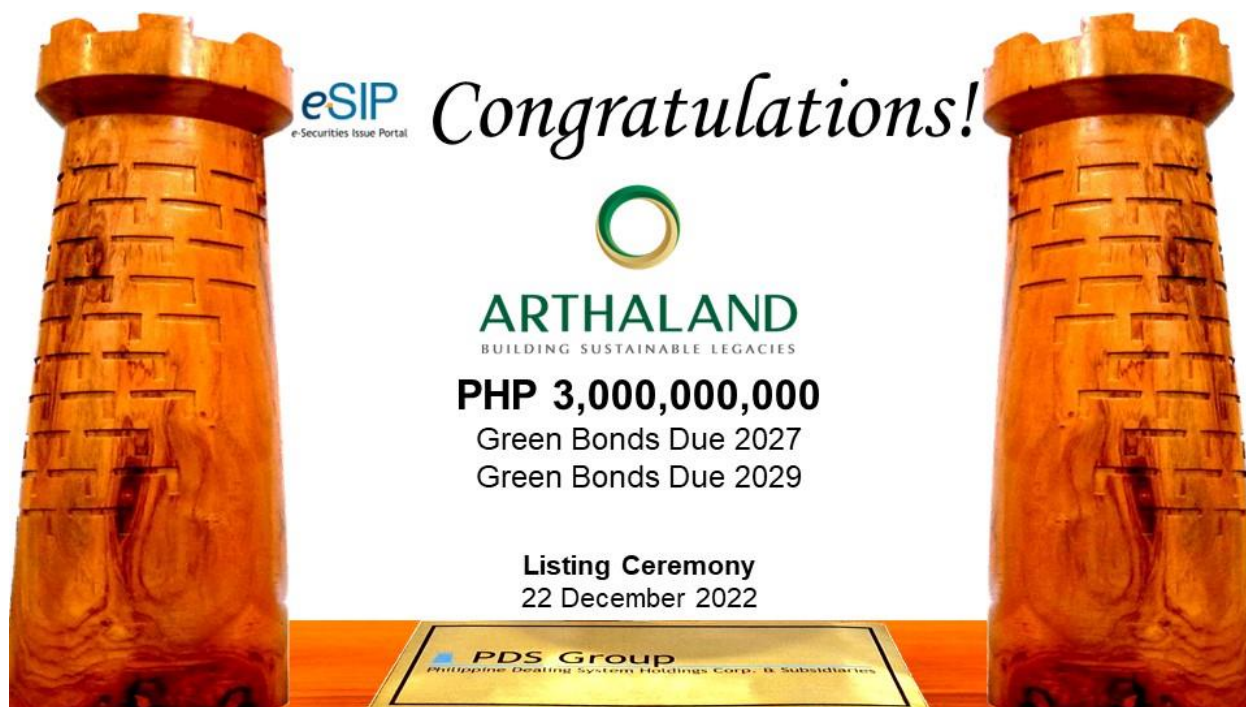 eSIP
e-Securities Issue Portal
Congratulations!
ARTHALAND
BUILDING SUSTAINABLE LEGACIES
PHP 3,000,000,000
Green Bonds Due 2027
Green Bonds Due 2029
Listing Ceremony
22 December 2022
PDS Group
Philippine Dealing System Holdings Corp. & Subsidiaries